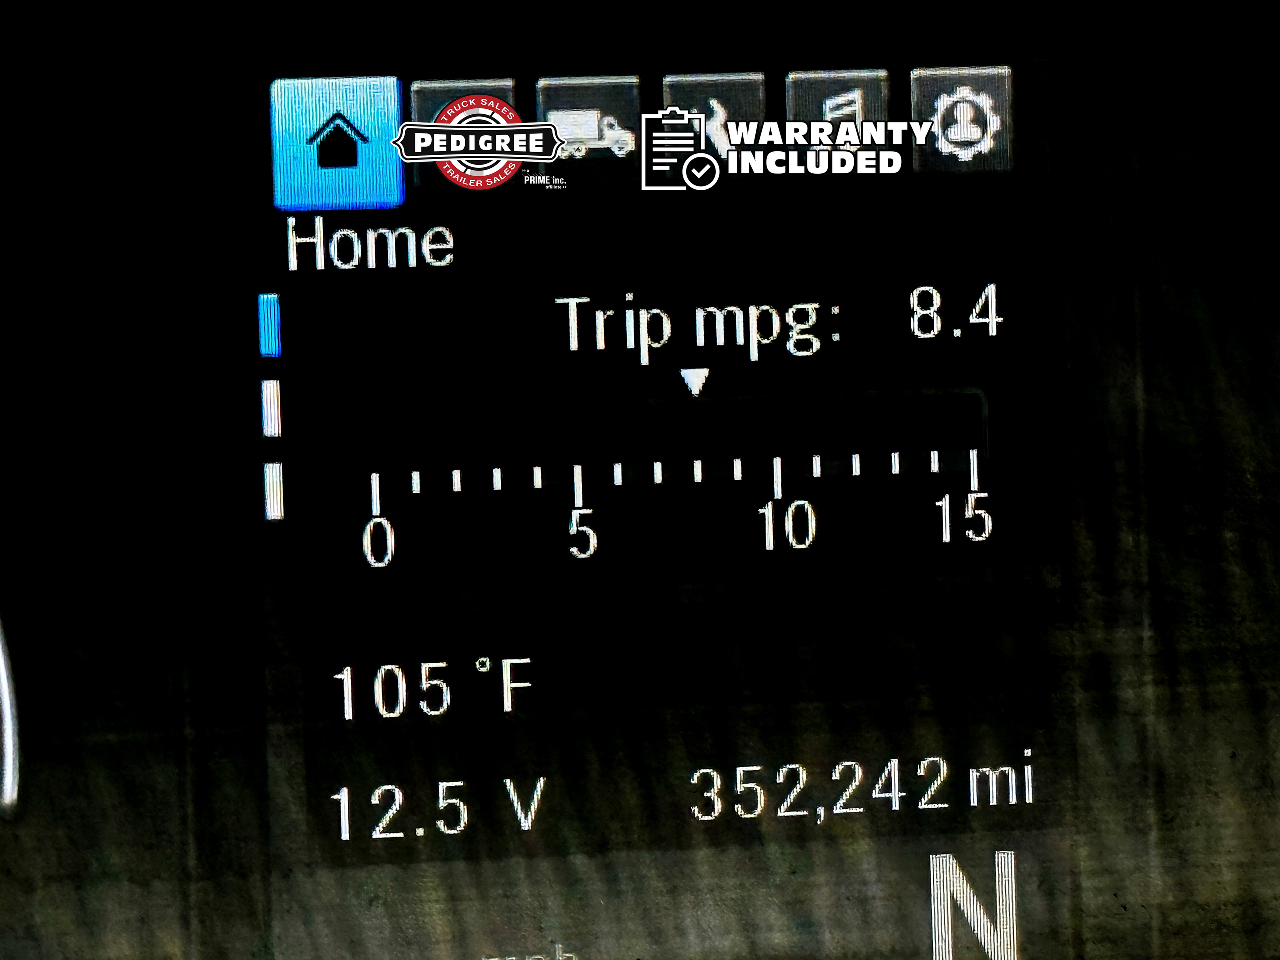 TRUCK SALES
PEDIGREE
TRAILER SALES
PRIME inc.
WARRANTY
INCLUDED
Home
Trip mpg: 8.4
0 5 10 15
105 °F
12.5 V 352,242 mi
N